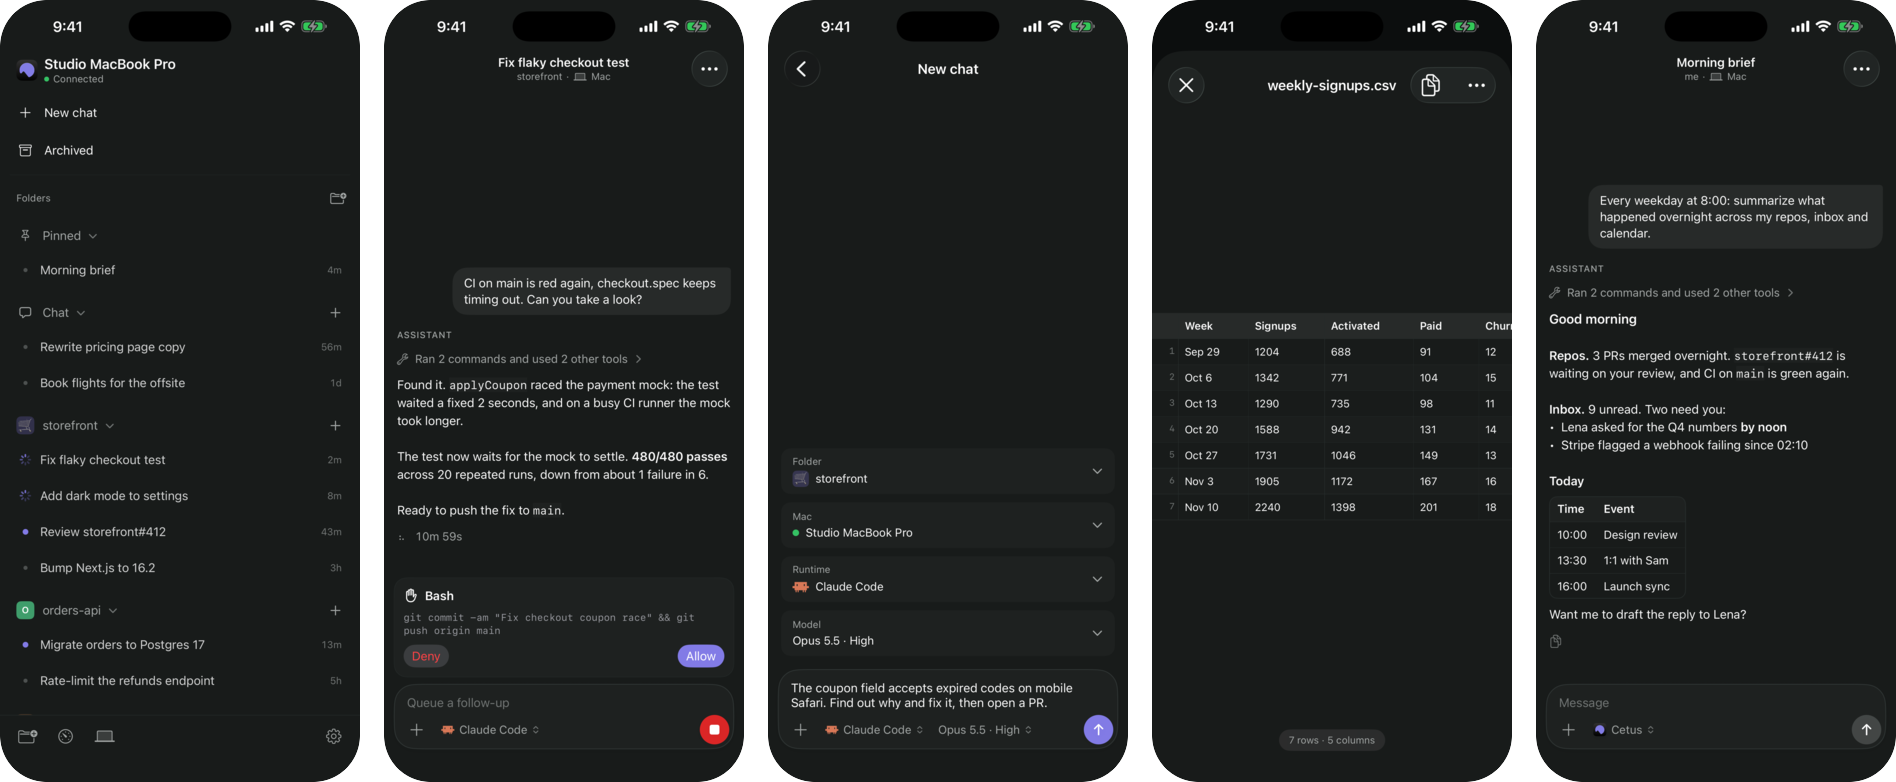 9:41
Studio MacBook Pro
Connected
New chat
Archived
Folders
Pinned
Morning brief 4m
Chat
Rewrite pricing page copy 56m
Book flights for the offsite 1d
storefront
Fix flaky checkout test 2m
Add dark mode to settings 8m
Review storefront#412 43m
Bump Next.js to 16.2 3h
O orders-api
Migrate orders to Postgres 17 13m
Rate-limit the refunds endpoint 5h
9:41
Fix flaky checkout test
storefront · Mac
CI on main is red again, checkout.spec keeps
timing out. Can you take a look?
ASSISTANT
Ran 2 commands and used 2 other tools
Found it. applyCoupon raced the payment mock: the test
waited a fixed 2 seconds, and on a busy CI runner the mock
took longer.
The test now waits for the mock to settle. 480/480 passes
across 20 repeated runs, down from about 1 failure in 6.
Ready to push the fix to main.
10m 59s
Bash
git commit -am "Fix checkout coupon race" && git
push origin main
Deny Allow
Queue a follow-up
Claude Code
9:41
New chat
Folder
storefront
Mac
Studio MacBook Pro
Runtime
Claude Code
Model
Opus 5.5 · High
The coupon field accepts expired codes on mobile
Safari. Find out why and fix it, then open a PR.
Claude Code Opus 5.5 · High
9:41
weekly-signups.csv
Week Signups Activated Paid Churn
1 Sep 29 1204 688 91 12
2 Oct 6 1342 771 104 15
3 Oct 13 1290 735 98 11
4 Oct 20 1588 942 131 14
5 Oct 27 1731 1046 149 13
6 Nov 3 1905 1172 167 16
7 Nov 10 2240 1398 201 18
7 rows · 5 columns
9:41
Morning brief
me · Mac
Every weekday at 8:00: summarize what
happened overnight across my repos, inbox and
calendar.
ASSISTANT
Ran 2 commands and used 2 other tools
Good morning
Repos. 3 PRs merged overnight. storefront#412 is
waiting on your review, and CI on main is green again.
Inbox. 9 unread. Two need you:
• Lena asked for the Q4 numbers by noon
• Stripe flagged a webhook failing since 02:10
Today
Time Event
10:00 Design review
13:30 1:1 with Sam
16:00 Launch sync
Want me to draft the reply to Lena?
Message
Cetus